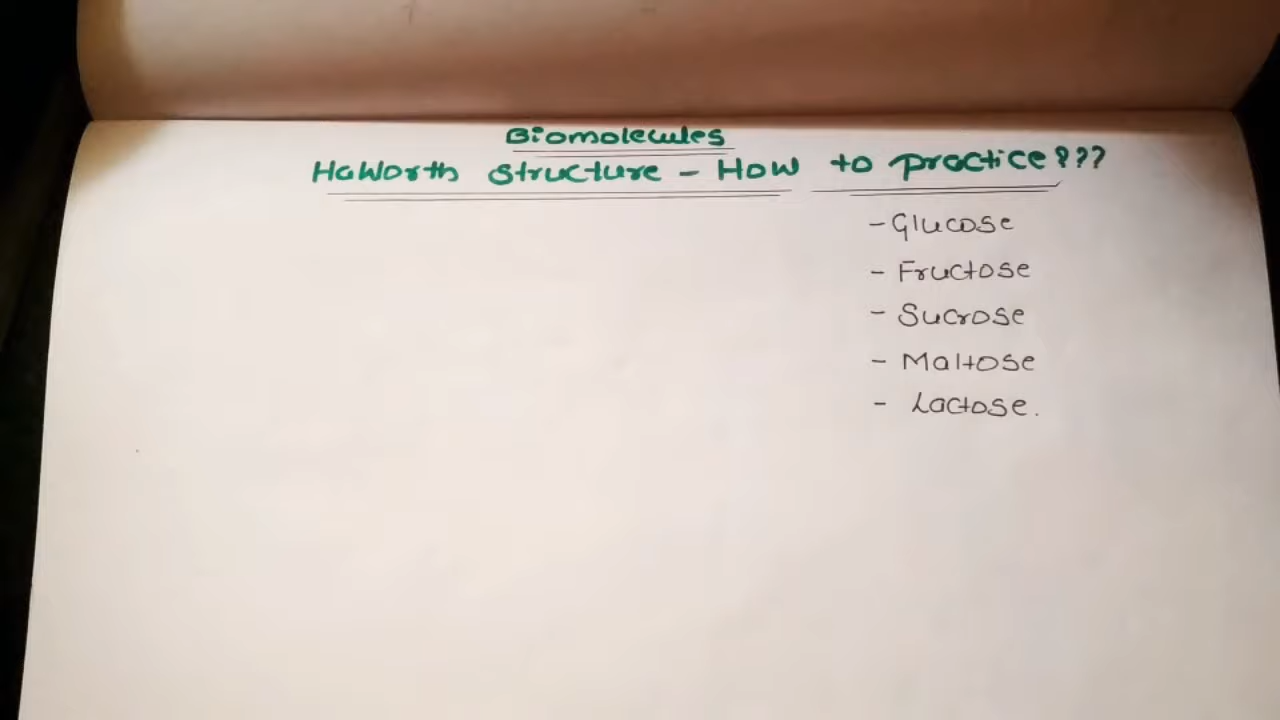 Biomolecules
Haworth Structure - How to practice???
- Glucose
- Fructose
- Sucrose
- Maltose
- Lactose.